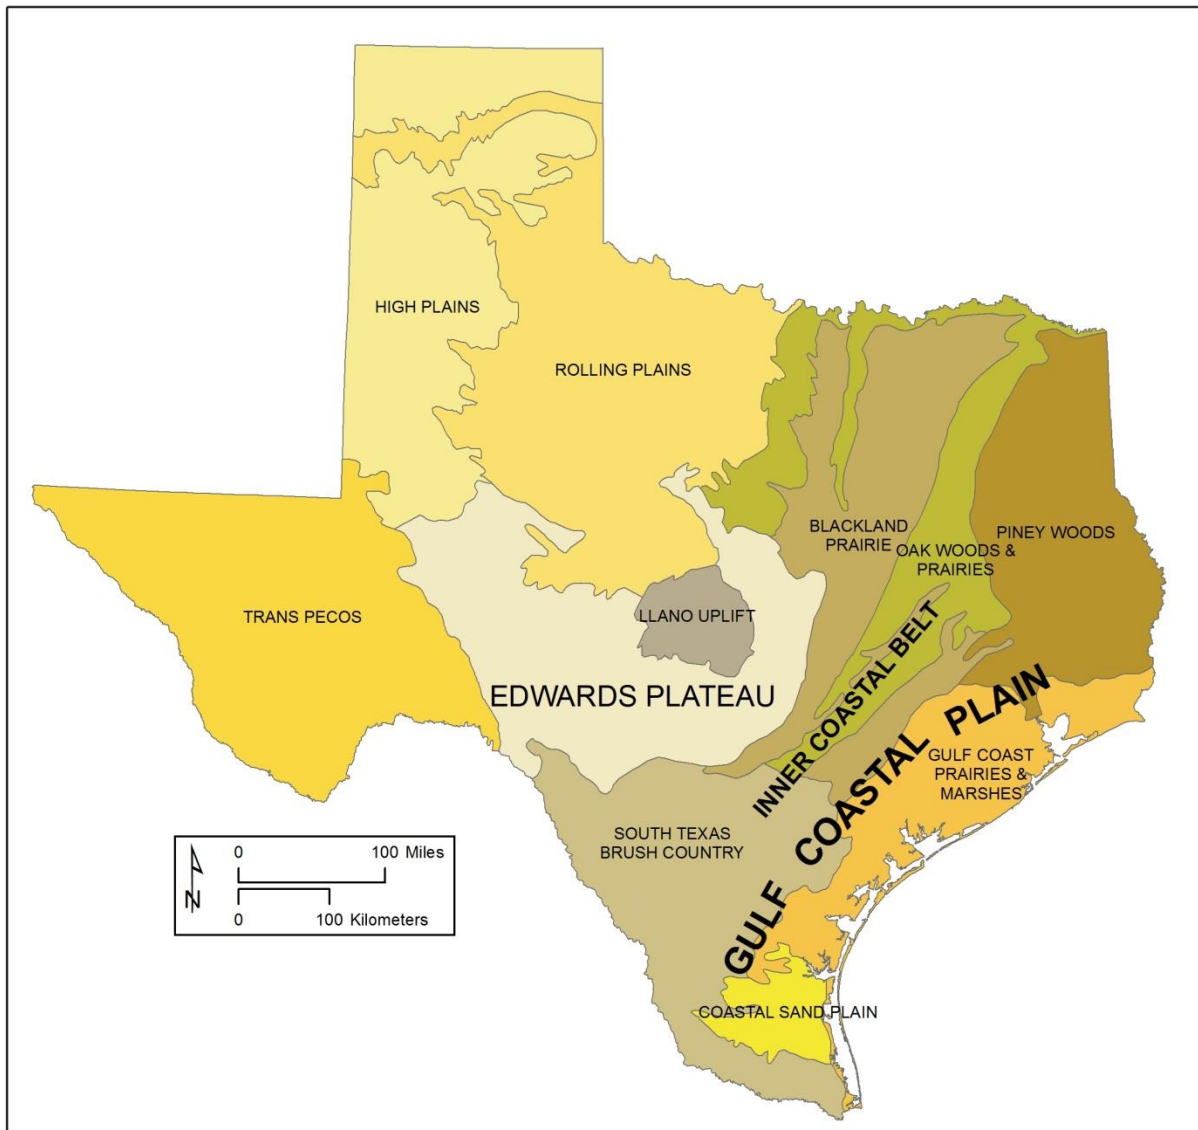 HIGH PLAINS
ROLLING PLAINS
BLACKLAND
PRAIRIE
OAK WOODS &
PRAIRIES
PINEY WOODS
TRANS PECOS
LLANO UPLIFT
EDWARDS PLATEAU
INNER COASTAL BELT
GULF COASTAL PLAIN
GULF COAST
PRAIRIES &
MARSHES
SOUTH TEXAS
BRUSH COUNTRY
COASTAL SAND PLAIN
N
0 100 Miles
0 100 Kilometers